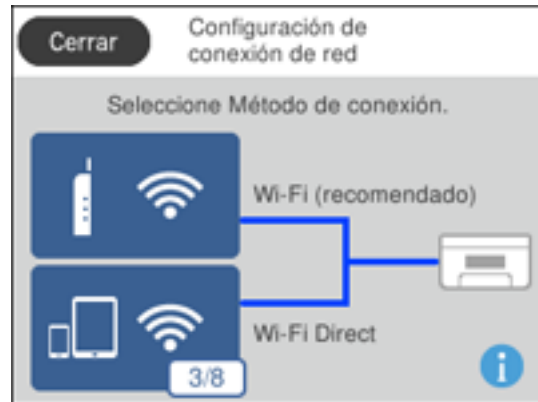 Cerrar
Configuración de
conexión de red
Seleccione Método de conexión.
Wi-Fi (recomendado)
Wi-Fi Direct
3/8
i